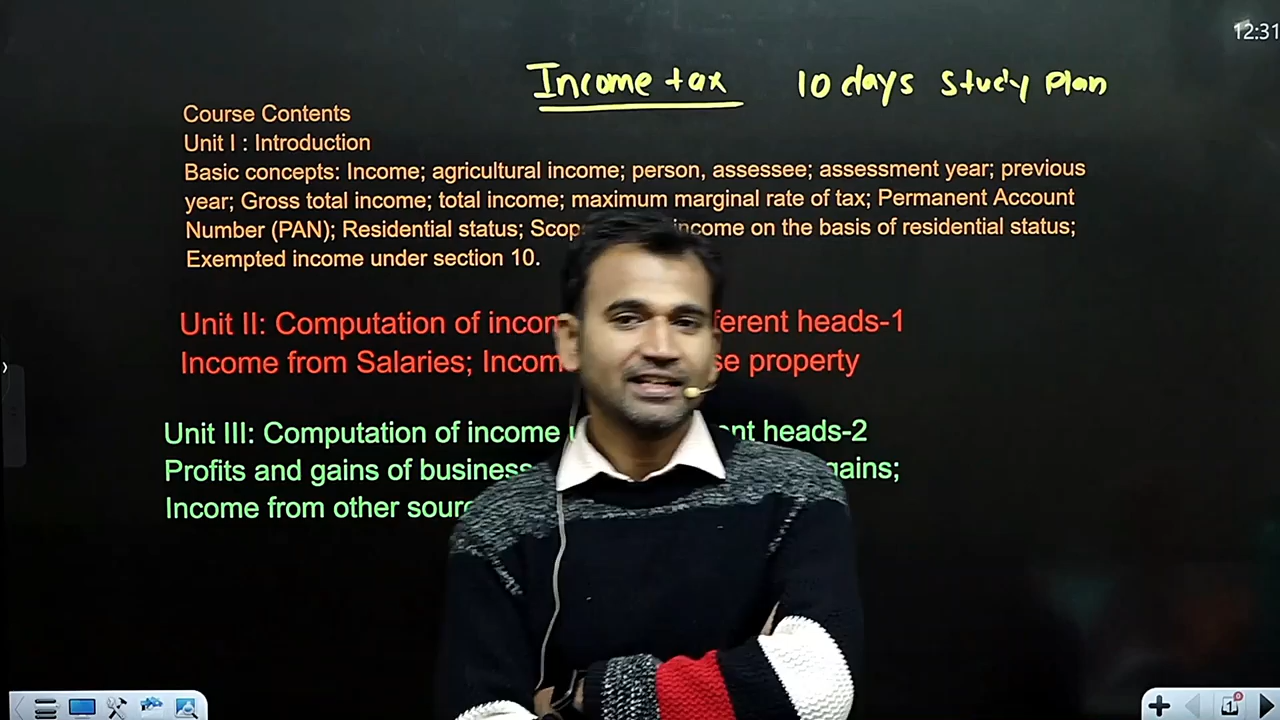 12:31
Income tax 10 days Study Plan
Course Contents
Unit I : Introduction
Basic concepts: Income; agricultural income; person, assessee; assessment year; previous
year; Gross total income; total income; maximum marginal rate of tax; Permanent Account
Number (PAN); Residential status; Scop income on the basis of residential status;
Exempted income under section 10.
Unit II: Computation of incom ferent heads-1
Income from Salaries; Incom se property
Unit III: Computation of income nt heads-2
Profits and gains of business gains;
Income from other sour
1